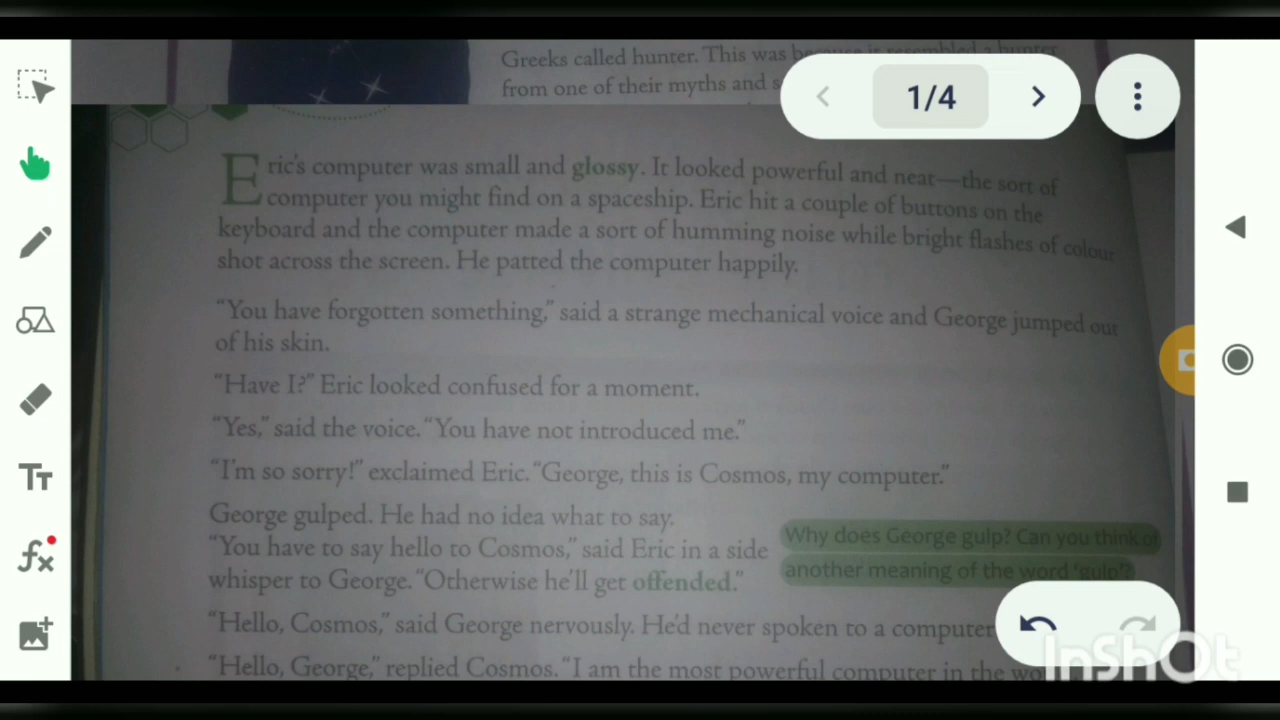 Greeks called hunter. This was because it resembled a hunter
from one of their myths and
1/4
Eric's computer was small and glossy. It looked powerful and neat—the sort of
computer you might find on a spaceship. Eric hit a couple of buttons on the
keyboard and the computer made a sort of humming noise while bright flashes of colour
shot across the screen. He patted the computer happily.
“You have forgotten something,” said a strange mechanical voice and George jumped out
of his skin.
“Have I?” Eric looked confused for a moment.
“Yes,” said the voice. “You have not introduced me.”
“I'm so sorry!” exclaimed Eric. “George, this is Cosmos, my computer.”
George gulped. He had no idea what to say.
“You have to say hello to Cosmos,” said Eric in a side
whisper to George. “Otherwise he'll get offended.”
Why does George gulp? Can you think of
another meaning of the word ‘gulp’?
“Hello, Cosmos,” said George nervously. He'd never spoken to a computer
“Hello, George,” replied Cosmos. “I am the most powerful computer in the
Tт
fx
InShOt